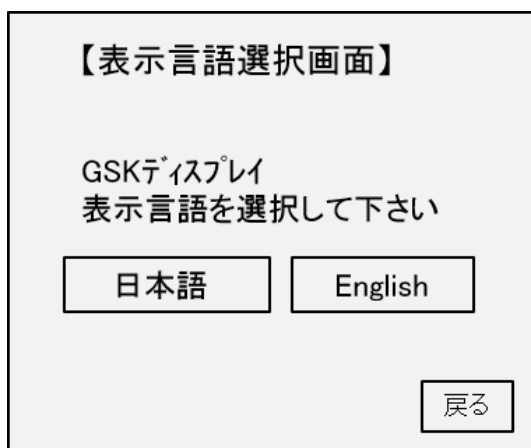 【表示言語選択画面】
GSKディスプレイ
表示言語を選択して下さい
日本語
English
戻る